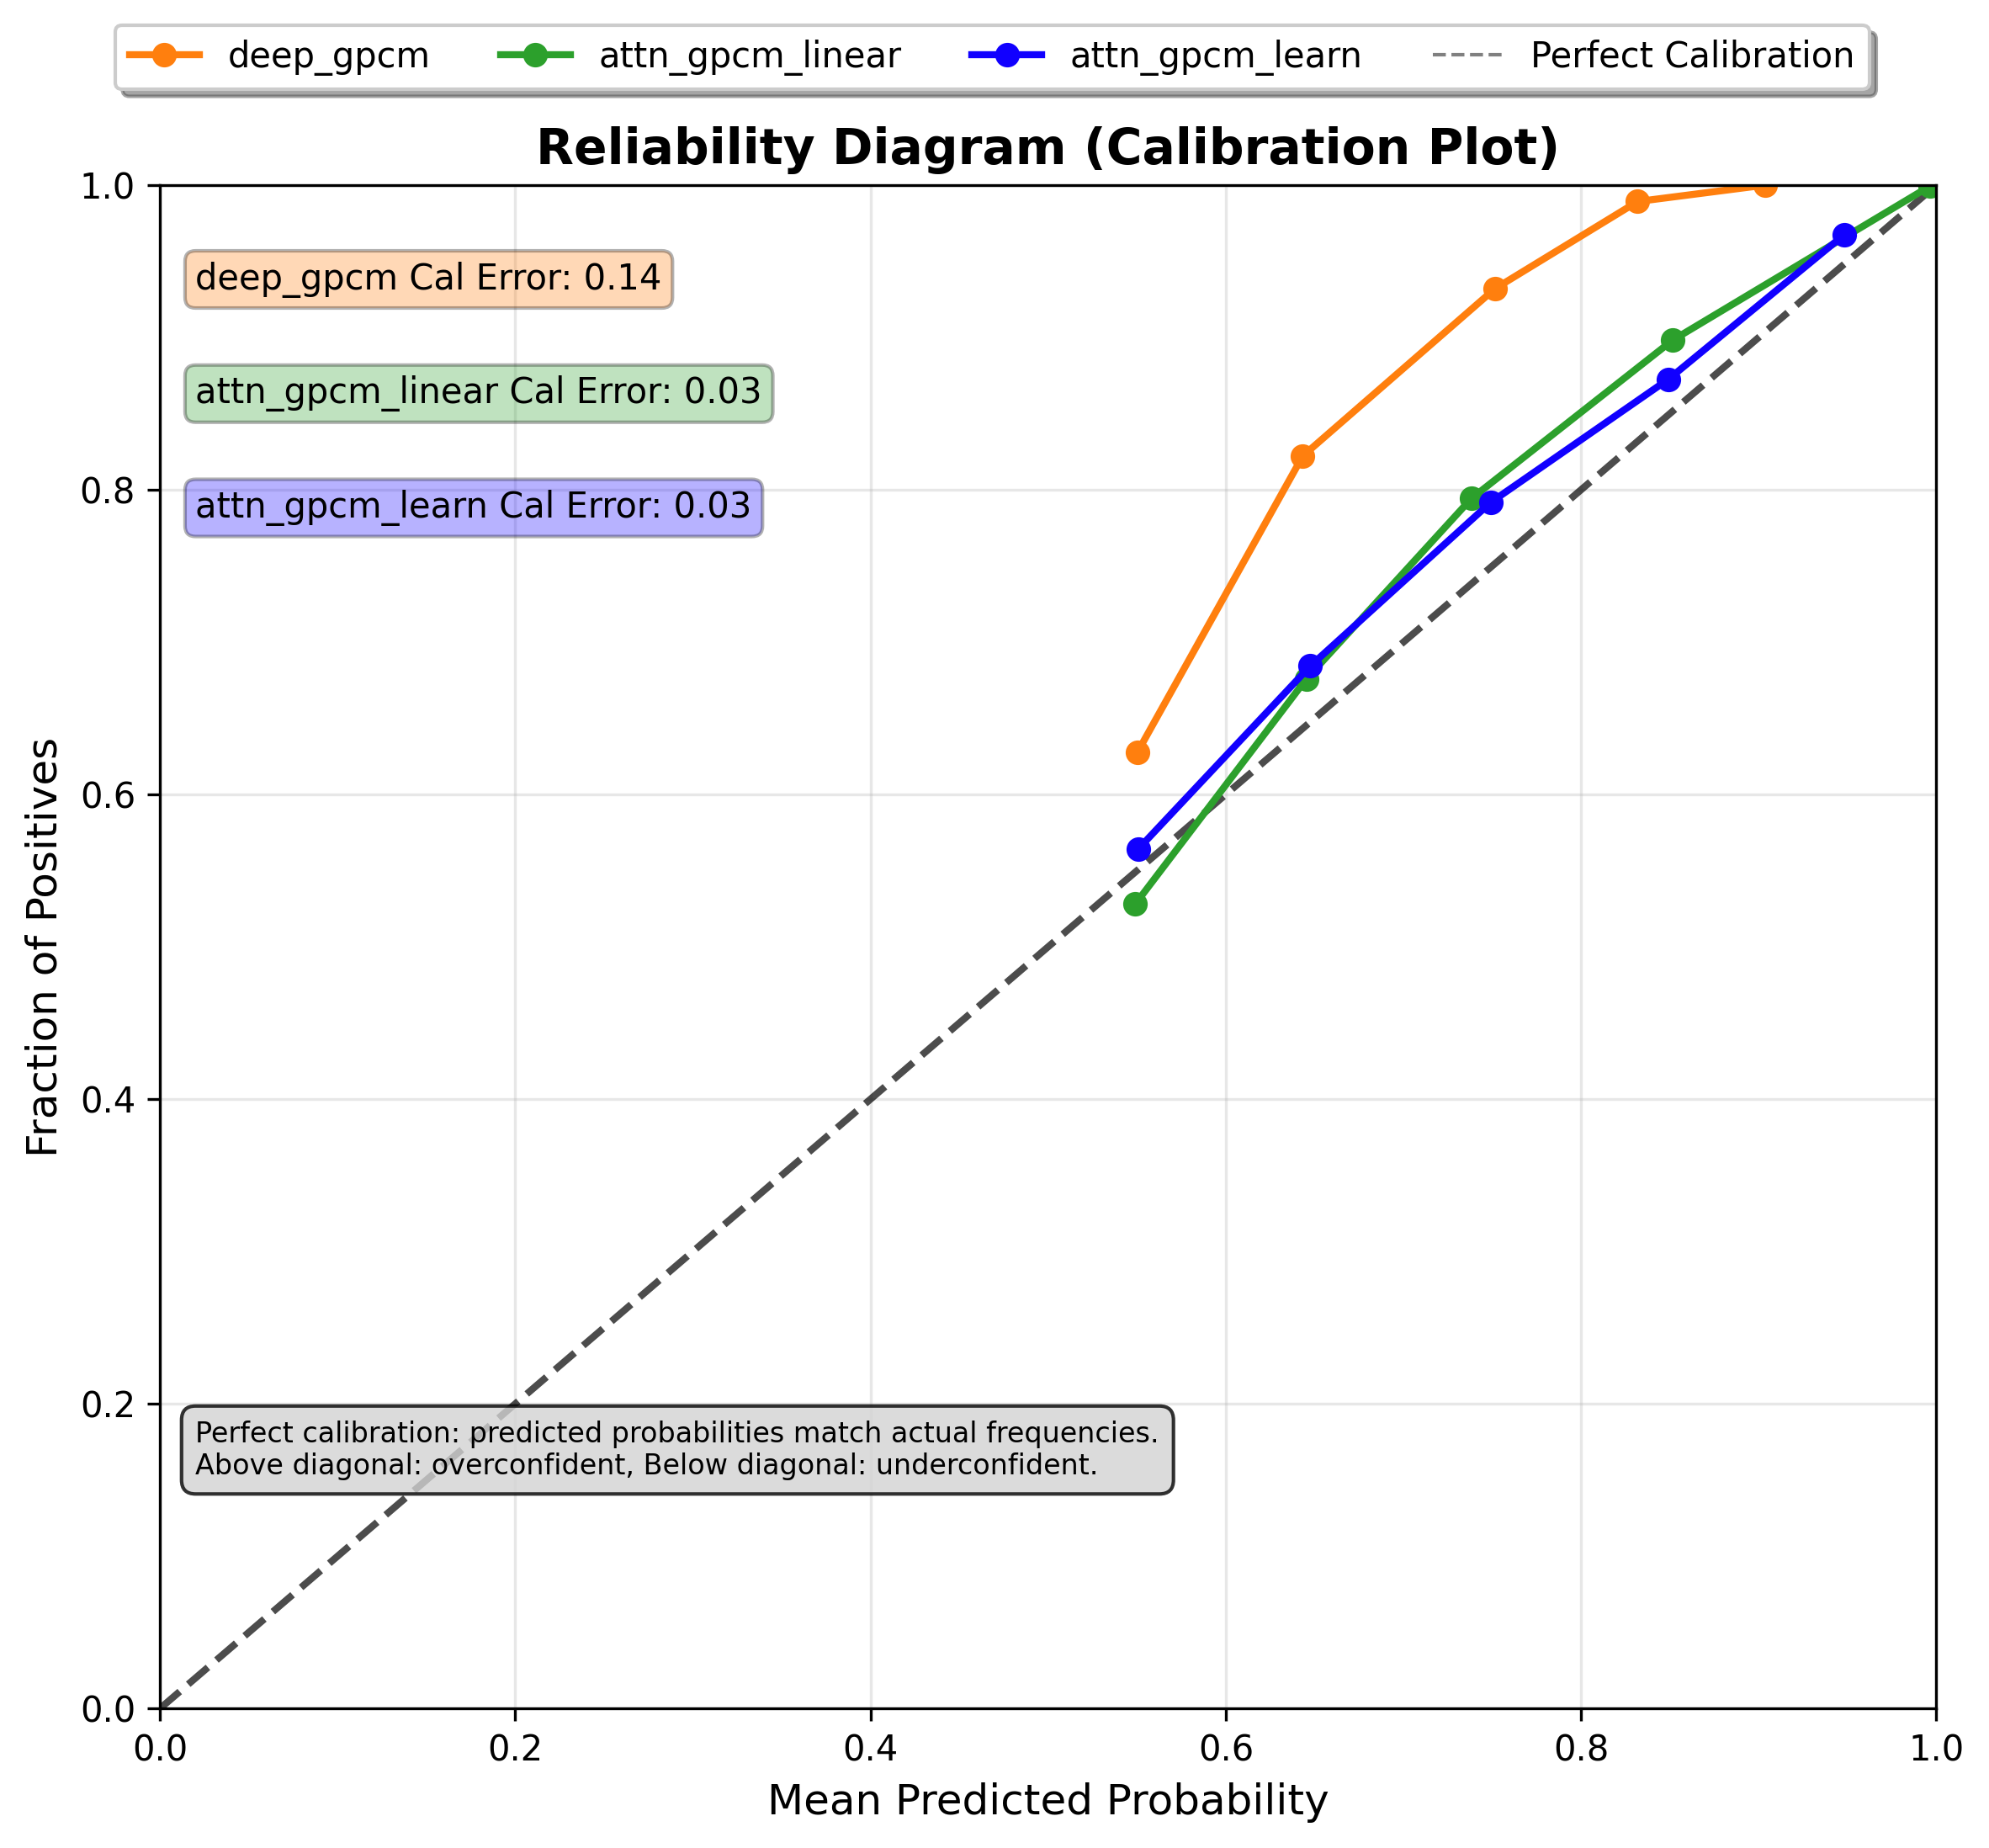 deep_gpcm
attn_gpcm_linear
attn_gpcm_learn
Perfect Calibration
Reliability Diagram (Calibration Plot)
1.0
0.8
0.6
0.4
0.2
0.0
Fraction of Positives
deep_gpcm Cal Error: 0.14
attn_gpcm_linear Cal Error: 0.03
attn_gpcm_learn Cal Error: 0.03
Perfect calibration: predicted probabilities match actual frequencies.
Above diagonal: overconfident, Below diagonal: underconfident.
0.0
0.2
0.4
0.6
0.8
1.0
Mean Predicted Probability